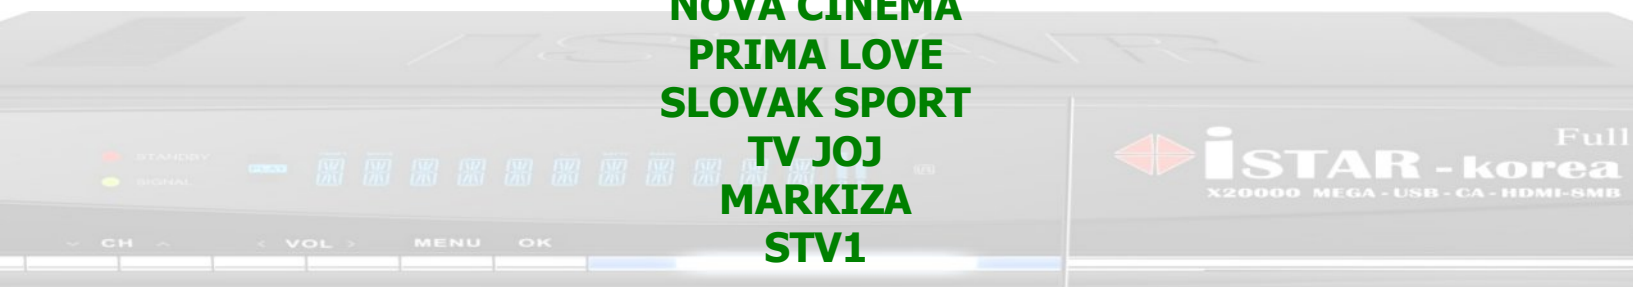 NOVA CINEMA
PRIMA LOVE
SLOVAK SPORT
TV JOJ
MARKIZA
STV1
ISTAR
STANDBY
SIGNAL
PLAY
CH
VOL
MENU OK
Full
iSTAR - korea
X20000 MEGA - USB - CA - HDMI-8MB